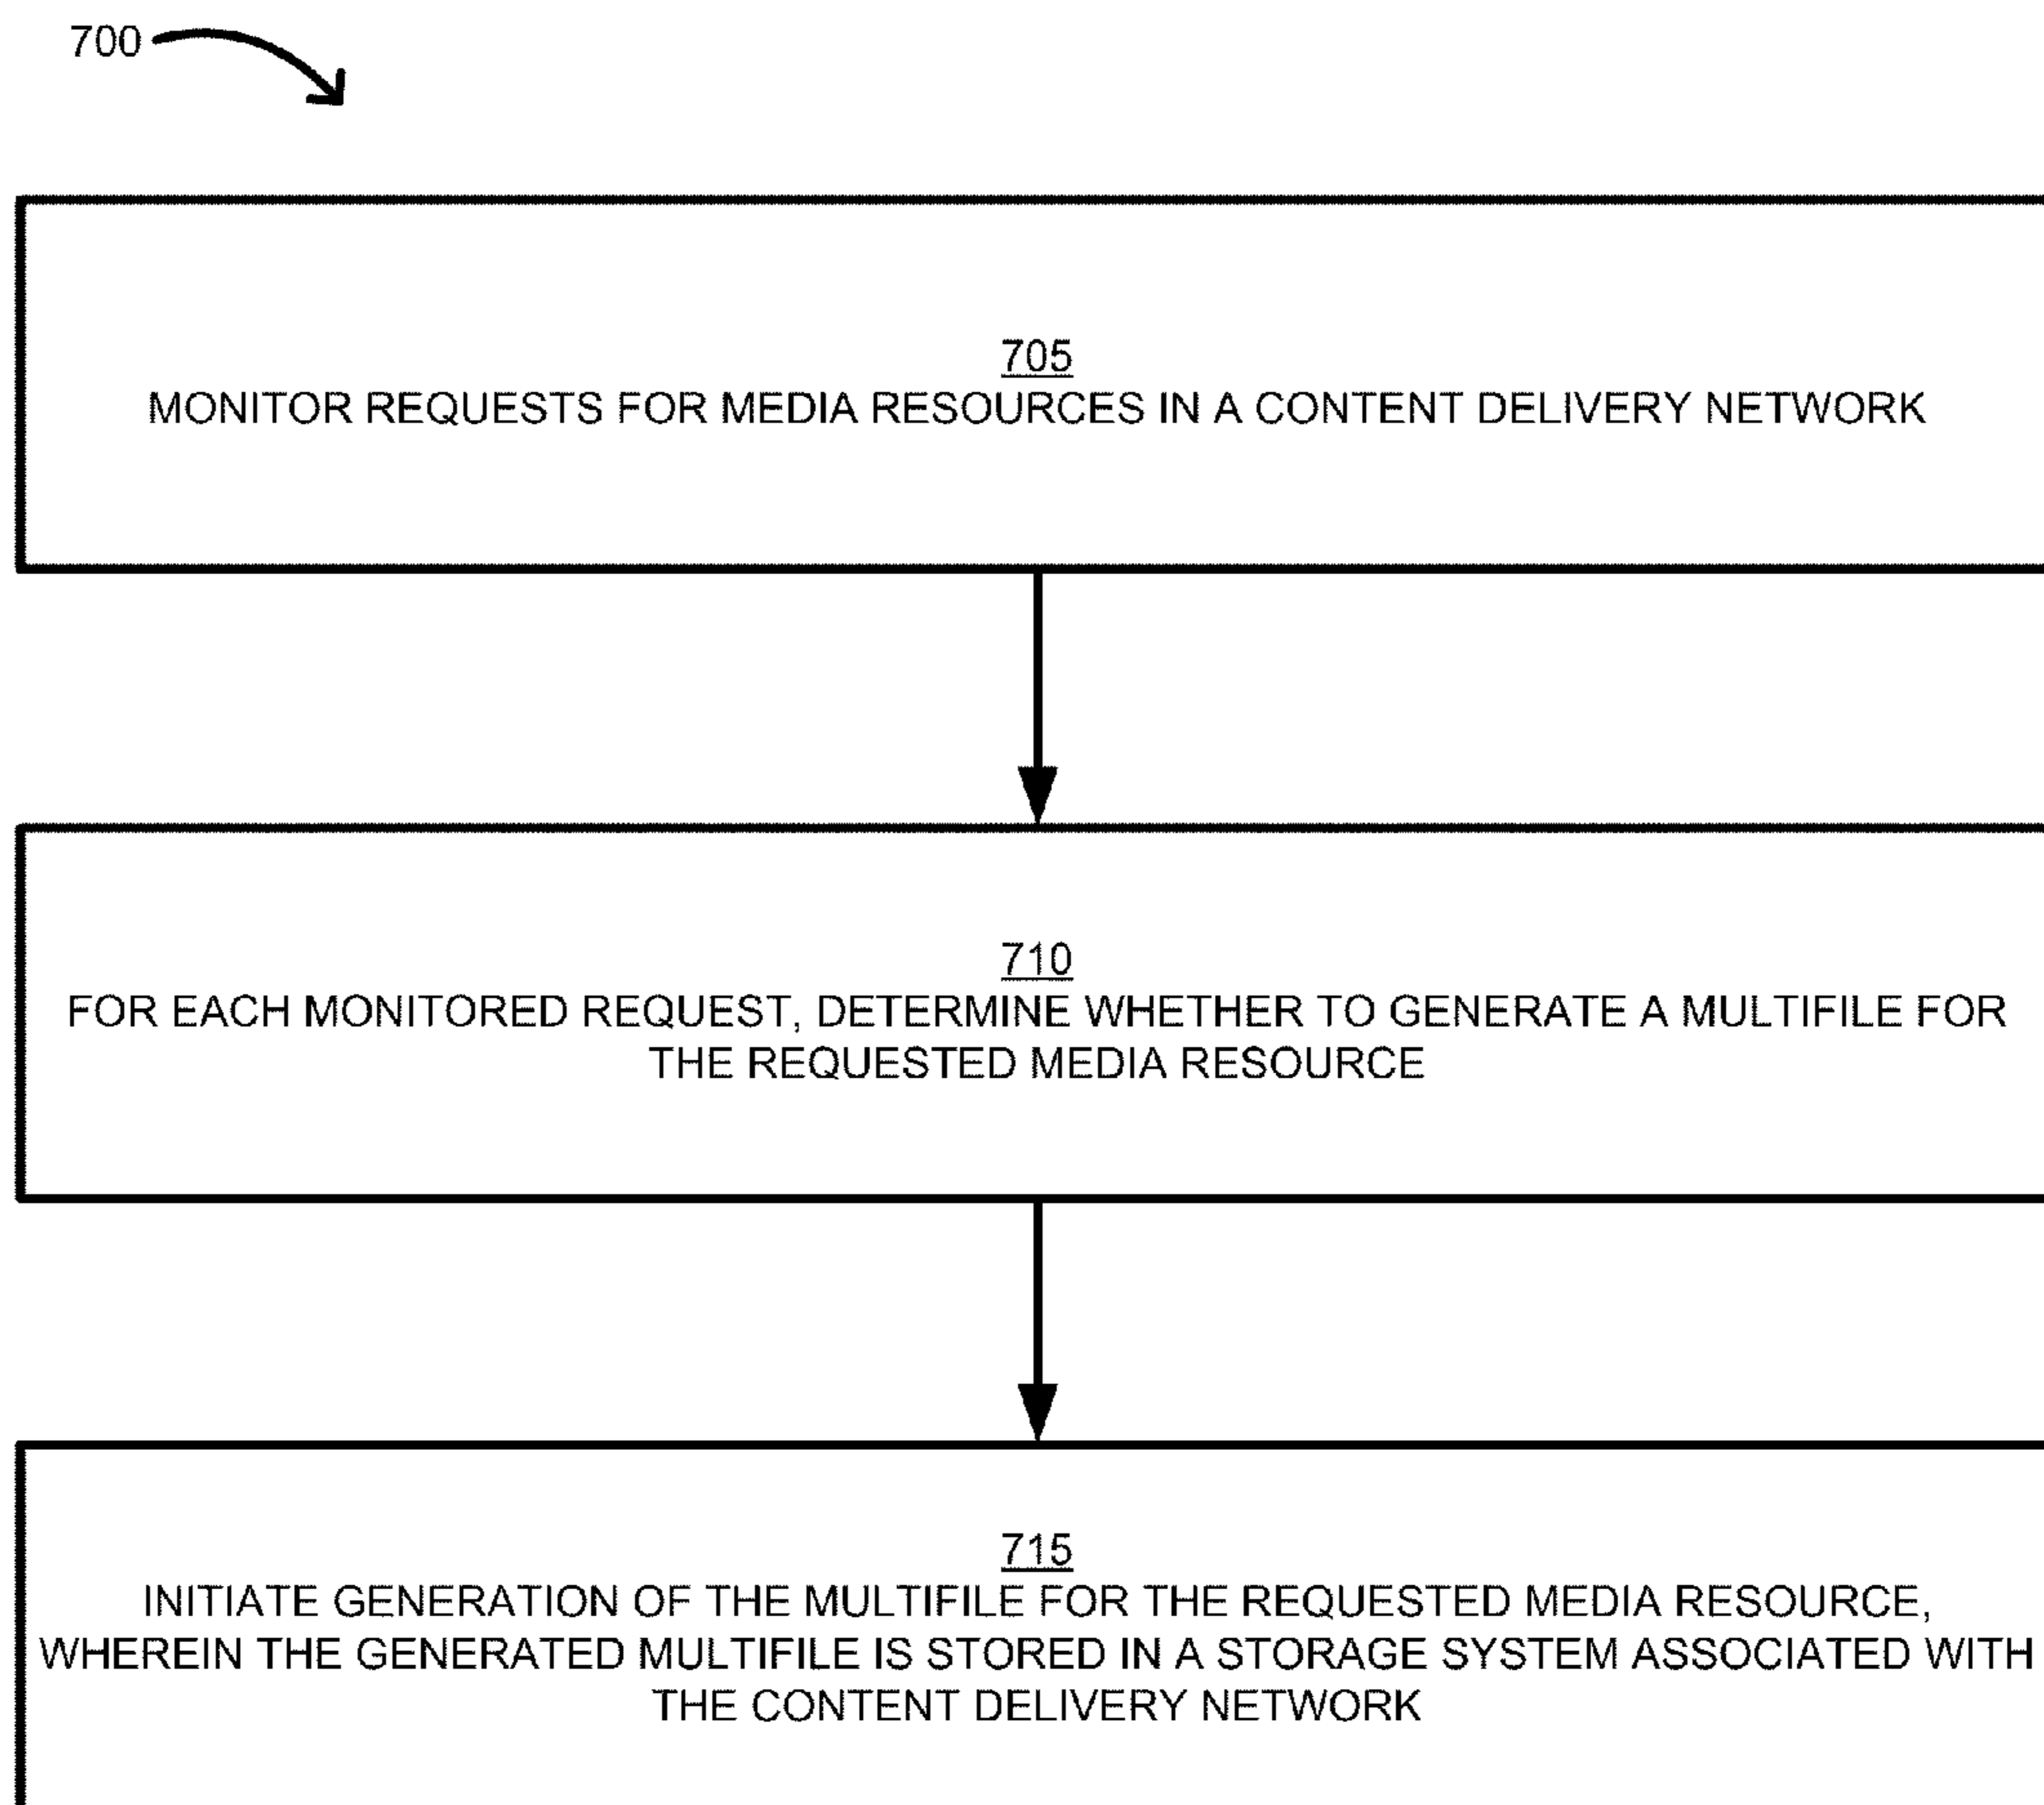 700
705
MONITOR REQUESTS FOR MEDIA RESOURCES IN A CONTENT DELIVERY NETWORK
710
FOR EACH MONITORED REQUEST, DETERMINE WHETHER TO GENERATE A MULTIFILE FOR
THE REQUESTED MEDIA RESOURCE
715
INITIATE GENERATION OF THE MULTIFILE FOR THE REQUESTED MEDIA RESOURCE,
WHEREIN THE GENERATED MULTIFILE IS STORED IN A STORAGE SYSTEM ASSOCIATED WITH
THE CONTENT DELIVERY NETWORK